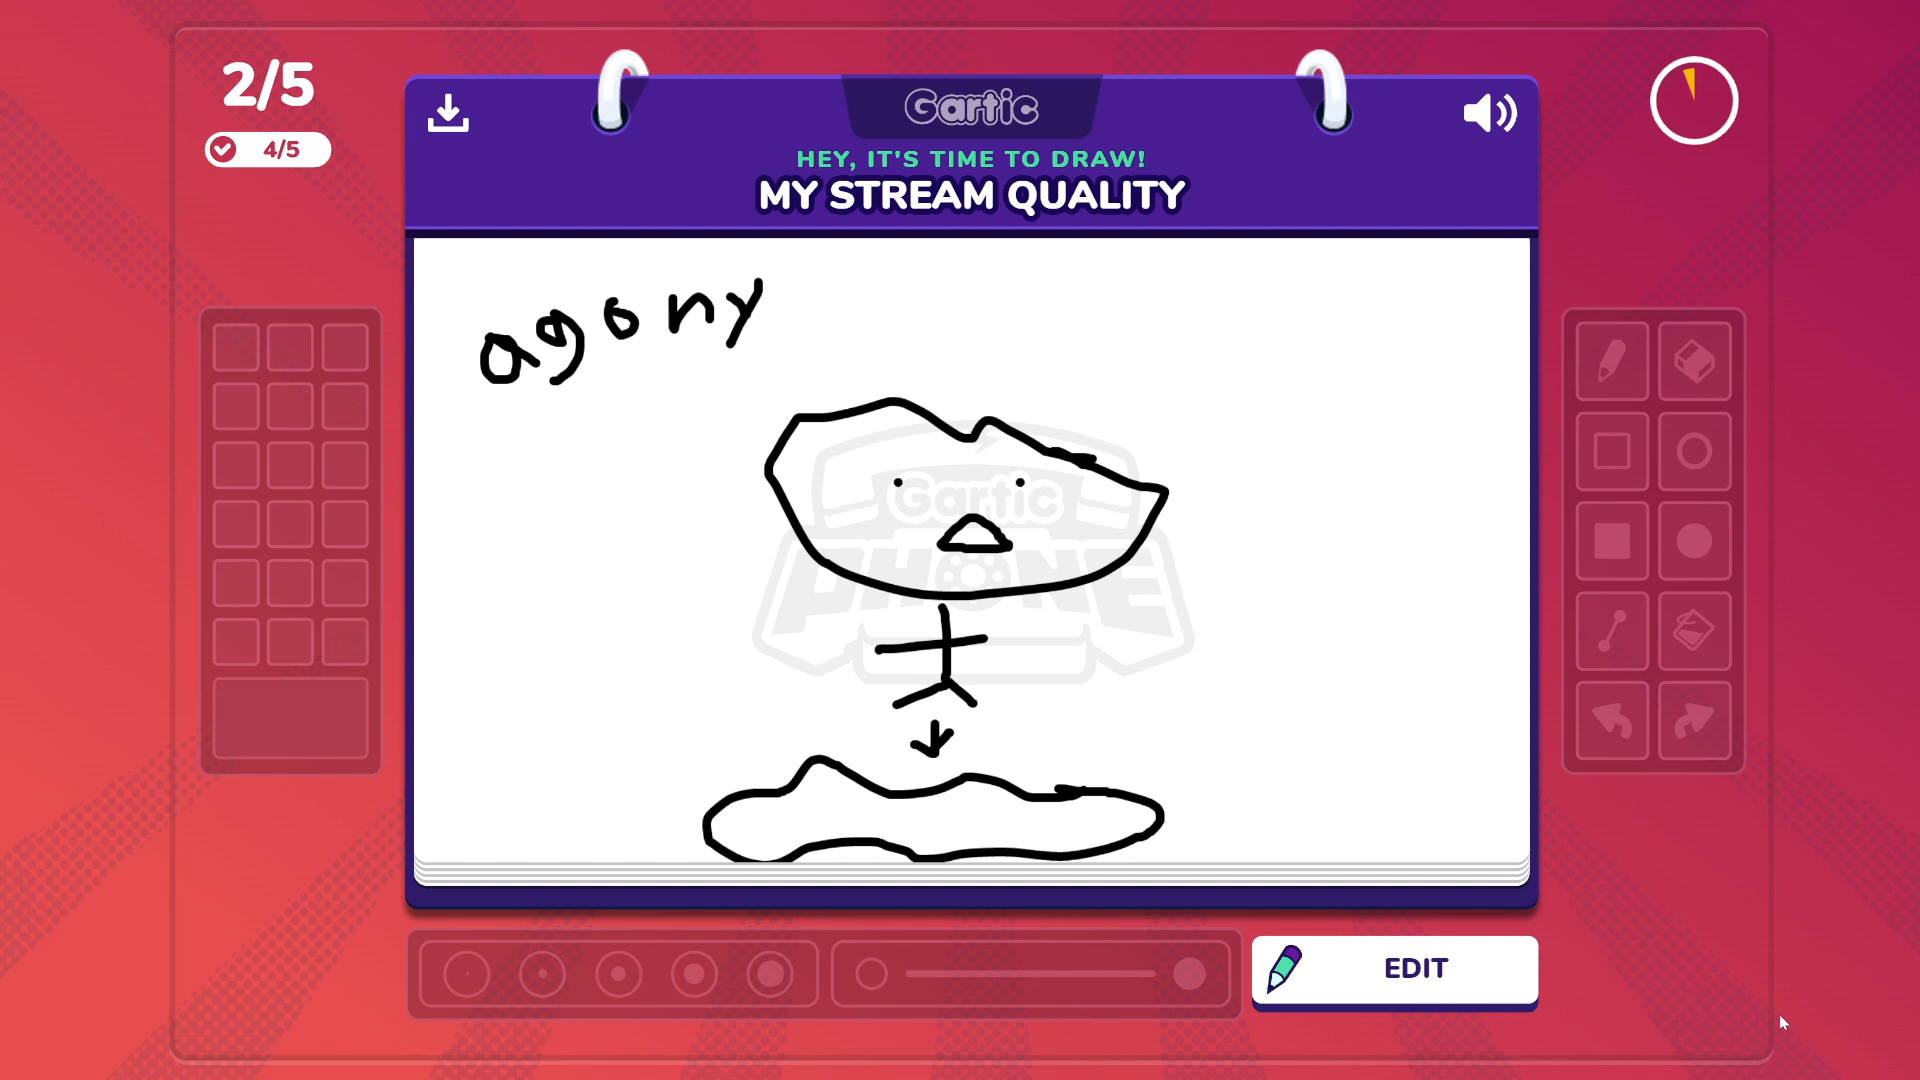 2/5
4/5
Gartic
HEY, IT'S TIME TO DRAW!
MY STREAM QUALITY
agony
Gartic
PHONE
EDIT